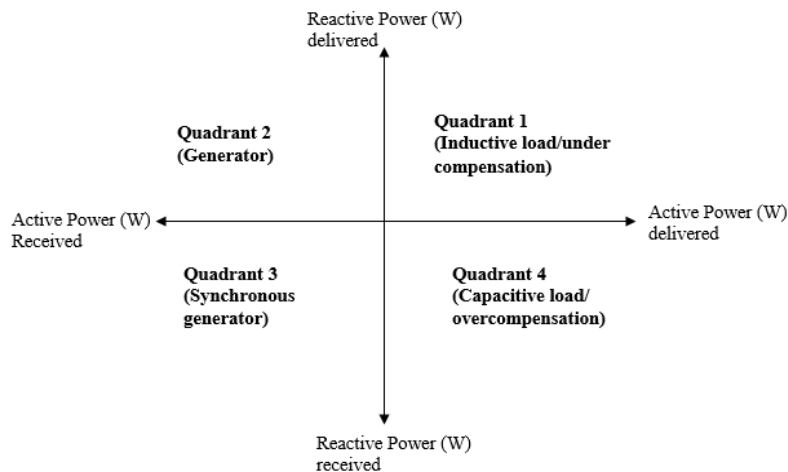 Reactive Power (W)
delivered
Quadrant 1
(Inductive load/under
compensation)
Quadrant 2
(Generator)
Active Power (W)
Received
Active Power (W)
delivered
Quadrant 3
(Synchronous
generator)
Quadrant 4
(Capacitive load/
overcompensation)
Reactive Power (W)
received